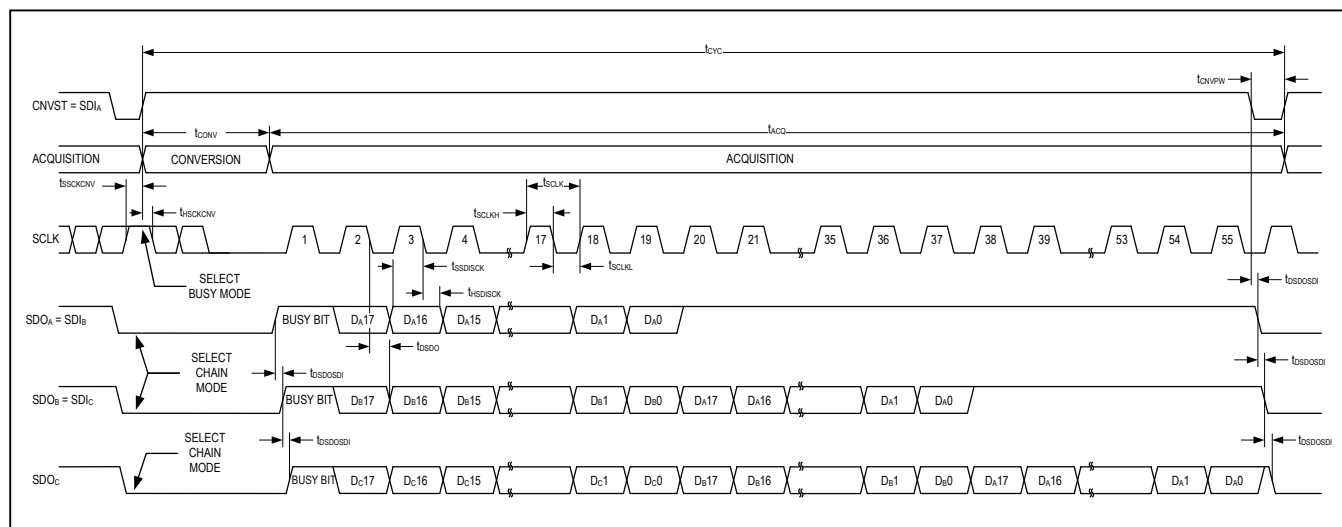 tCYC
tCNVPW
CNVST = SDIA
tCONV
tACQ
ACQUISITION CONVERSION ACQUISITION
tSSCKCNV
tHSCKCNV
tSCLK
tSCLKH
SCLK 1 2 3 4 17 18 19 20 21 35 36 37 38 39 53 54 55
tSSDISCK
tSCLKL
SELECT
BUSY MODE
tHSDISCK
tDSDOSDI
SDOA = SDIB BUSY BIT DA17 DA16 DA15 DA1 DA0
tDSDO
SELECT
CHAIN
MODE
tDSDOSDI
tDSDOSDI
SDOB = SDIC BUSY BIT DB17 DB16 DB15 DB1 DB0 DA17 DA16 DA1 DA0
SELECT
CHAIN
MODE
tDSDOSDI
tDSDOSDI
SDOC BUSY BIT DC17 DC16 DC15 DC1 DC0 DB17 DB16 DB1 DB0 DA17 DA16 DA1 DA0